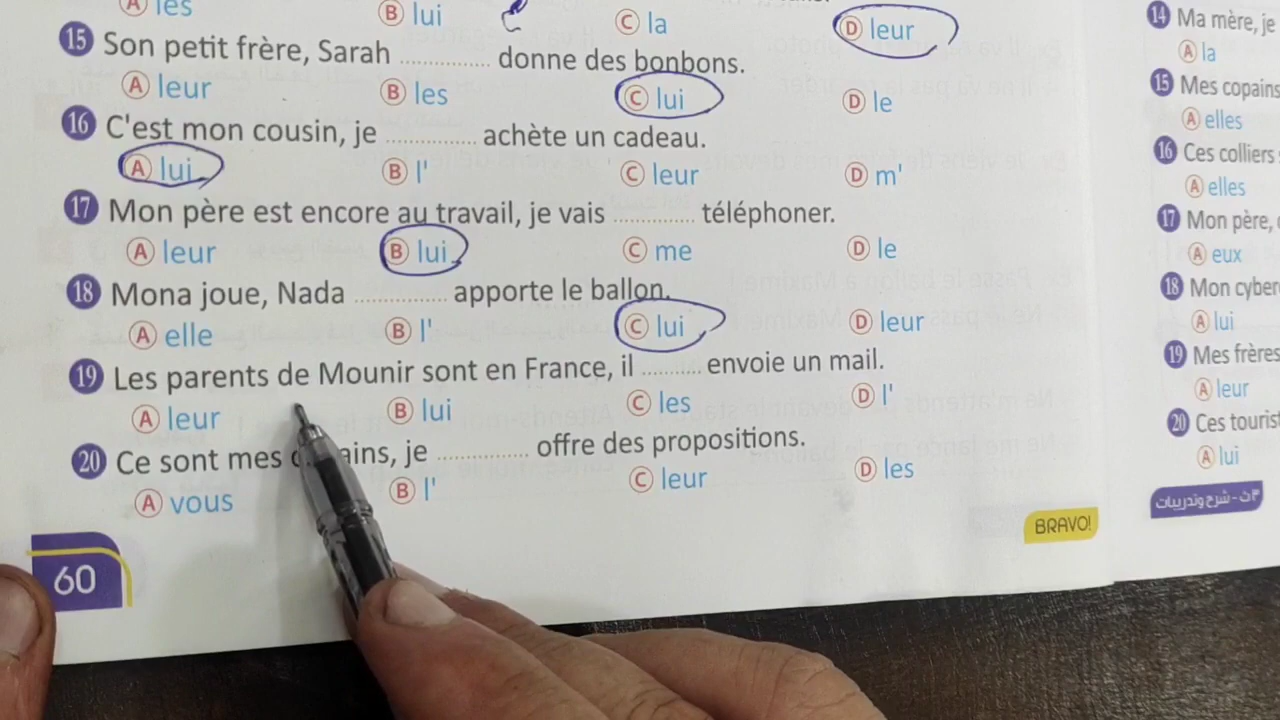 A les B lui C la D leur
15 Son petit frère, Sarah .................. donne des bonbons.
A leur B les C lui D le
16 C'est mon cousin, je .................. achète un cadeau.
A lui B l' C leur D m'
17 Mon père est encore au travail, je vais .................. téléphoner.
A leur B lui C me D le
18 Mona joue, Nada .................. apporte le ballon.
A elle B l' C lui D leur
19 Les parents de Mounir sont en France, il ............ envoie un mail.
A leur B lui C les D l'
20 Ce sont mes ains, je .................. offre des propositions.
A vous B l' C leur D les
60
BRAVO!
14 Ma mère, je
A la
15 Mes copains
A elles
16 Ces colliers
A elles
17 Mon père,
A eux
18 Mon cyber
A lui
19 Mes frères
A leur
20 Ces tourist
A lui
٣ث - شرح وتدريبات